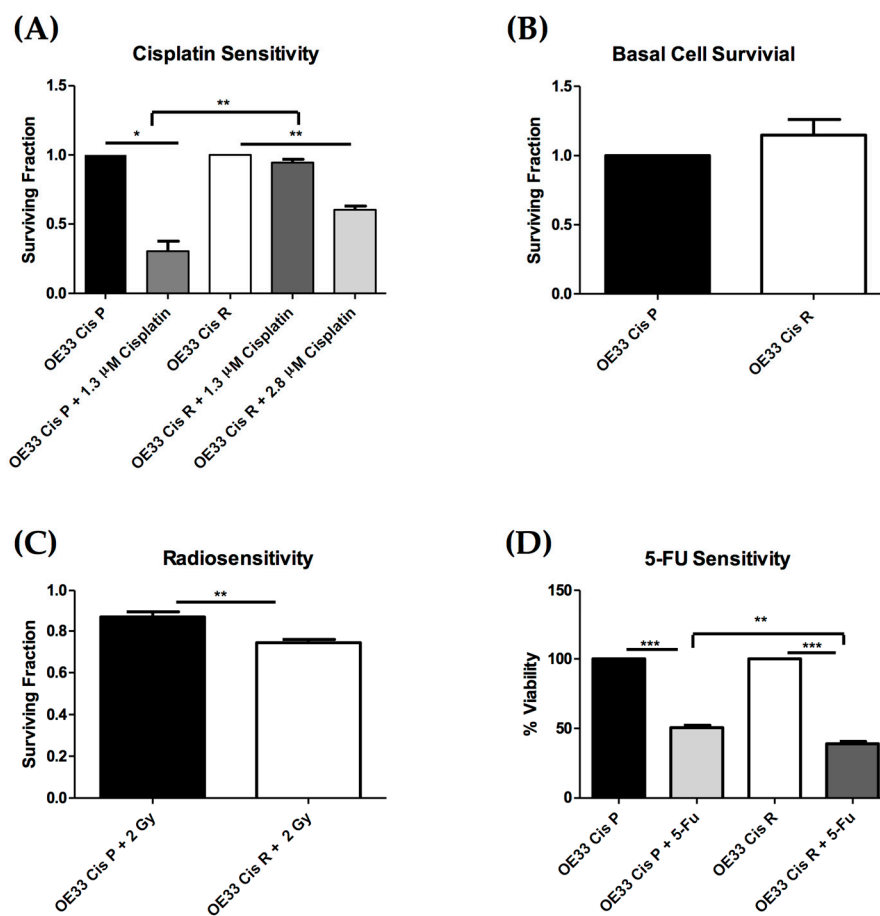 (A)
Cisplatin Sensitivity
Surviving Fraction
1.5
1.0
0.5
0.0
*
**
**
OE33 Cis P
OE33 Cis P + 1.3 μM Cisplatin
OE33 Cis R
OE33 Cis R + 1.3 μM Cisplatin
OE33 Cis R + 2.8 μM Cisplatin
(B)
Basal Cell Survivial
Surviving Fraction
1.5
1.0
0.5
0.0
OE33 Cis P
OE33 Cis R
(C)
Radiosensitivity
Surviving Fraction
1.0
0.8
0.6
0.4
0.2
0.0
**
OE33 Cis P + 2 Gy
OE33 Cis R + 2 Gy
(D)
5-FU Sensitivity
% Viability
150
100
50
0
***
**
***
OE33 Cis P
OE33 Cis P + 5-Fu
OE33 Cis R
OE33 Cis R + 5-Fu